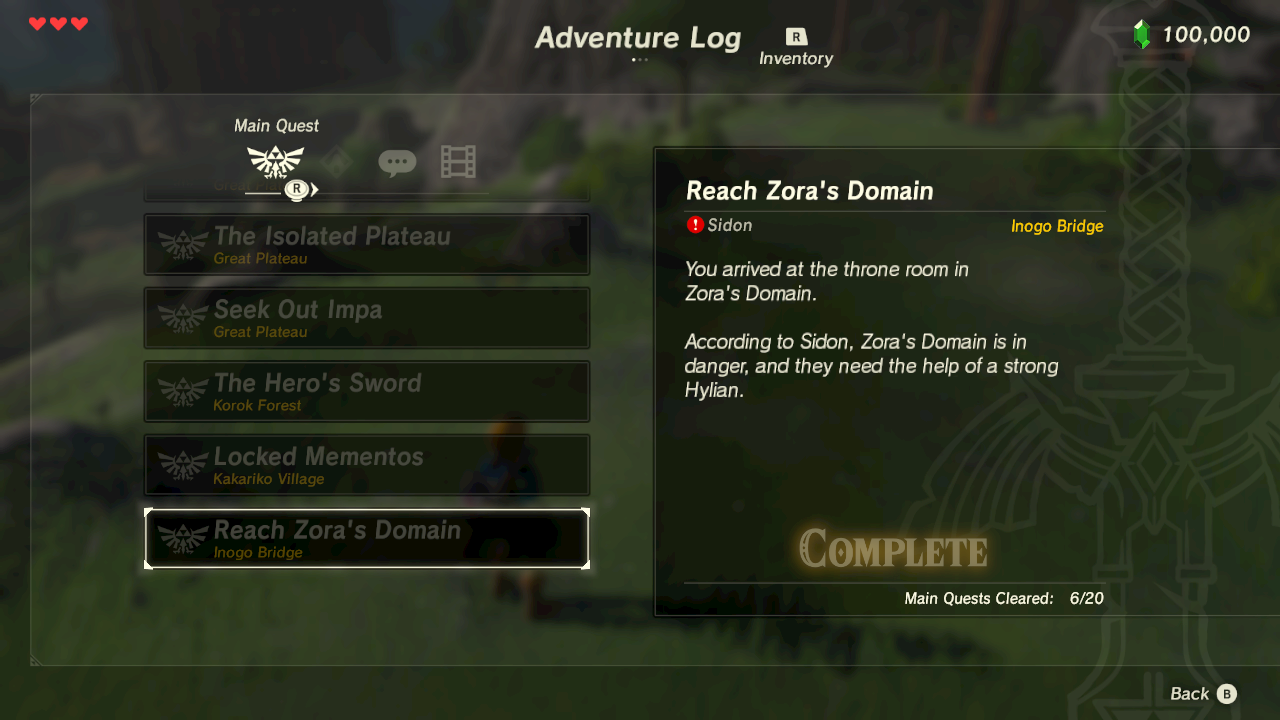 Adventure Log
R
Inventory
100,000
Main Quest
R
Great Plateau
The Isolated Plateau
Great Plateau
Seek Out Impa
Great Plateau
The Hero's Sword
Korok Forest
Locked Mementos
Kakariko Village
Reach Zora's Domain
Inogo Bridge
Reach Zora's Domain
! Sidon
Inogo Bridge
You arrived at the throne room in
Zora's Domain.
According to Sidon, Zora's Domain is in
danger, and they need the help of a strong
Hylian.
COMPLETE
Main Quests Cleared: 6/20
Back B